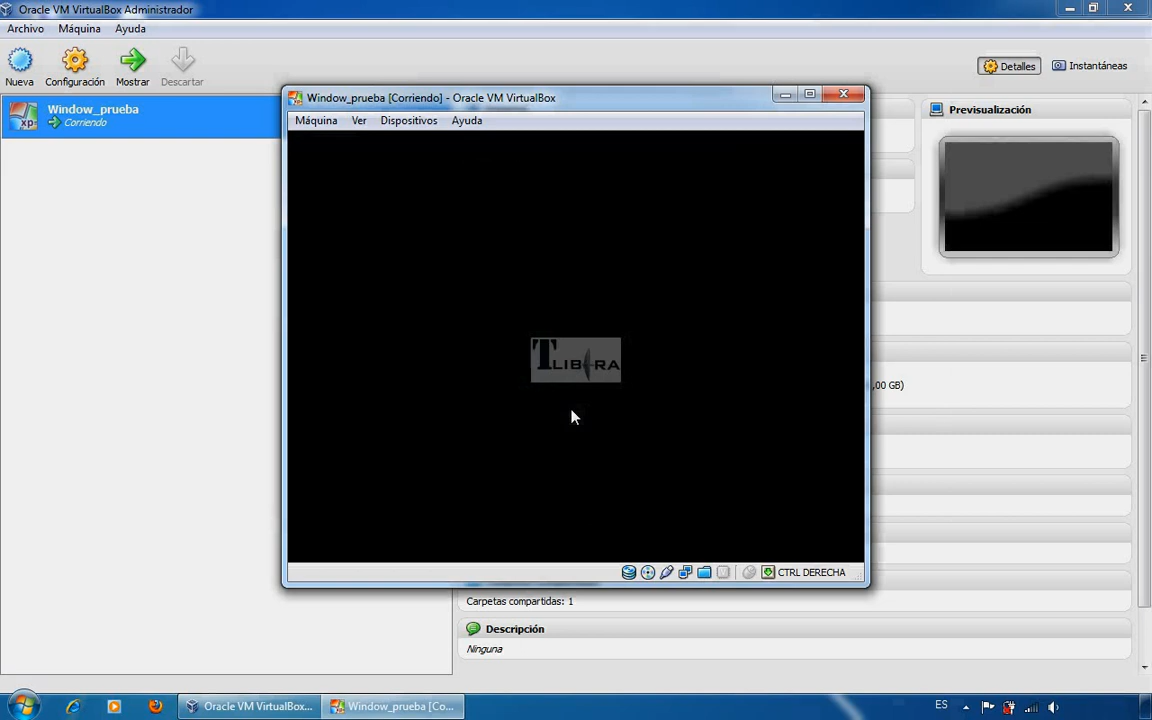 Oracle VM VirtualBox Administrador
Archivo Máquina Ayuda
Nueva Configuración Mostrar Descartar
Detalles Instantáneas
Window_prueba
xp
Corriendo
Window_prueba [Corriendo] - Oracle VM VirtualBox
Máquina Ver Dispositivos Ayuda
Previsualización
TLIBERA
,00 GB)
CTRL DERECHA
Carpetas compartidas: 1
Descripción
Ninguna
Oracle VM VirtualBox...
Window_prueba [Co...
ES